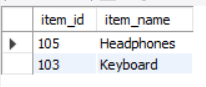 item_id item_name
105 Headphones
103 Keyboard